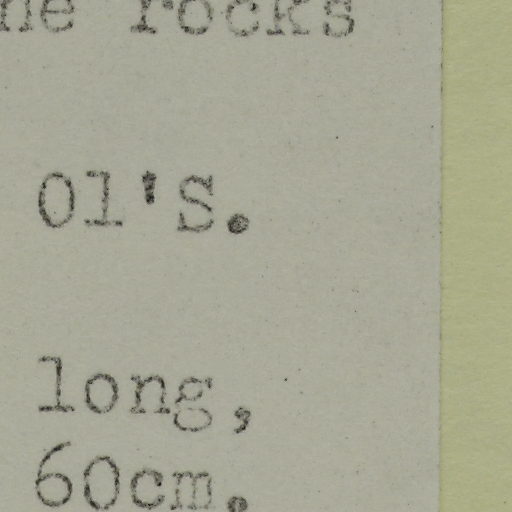 rocks
01'S.
long,
60cm.